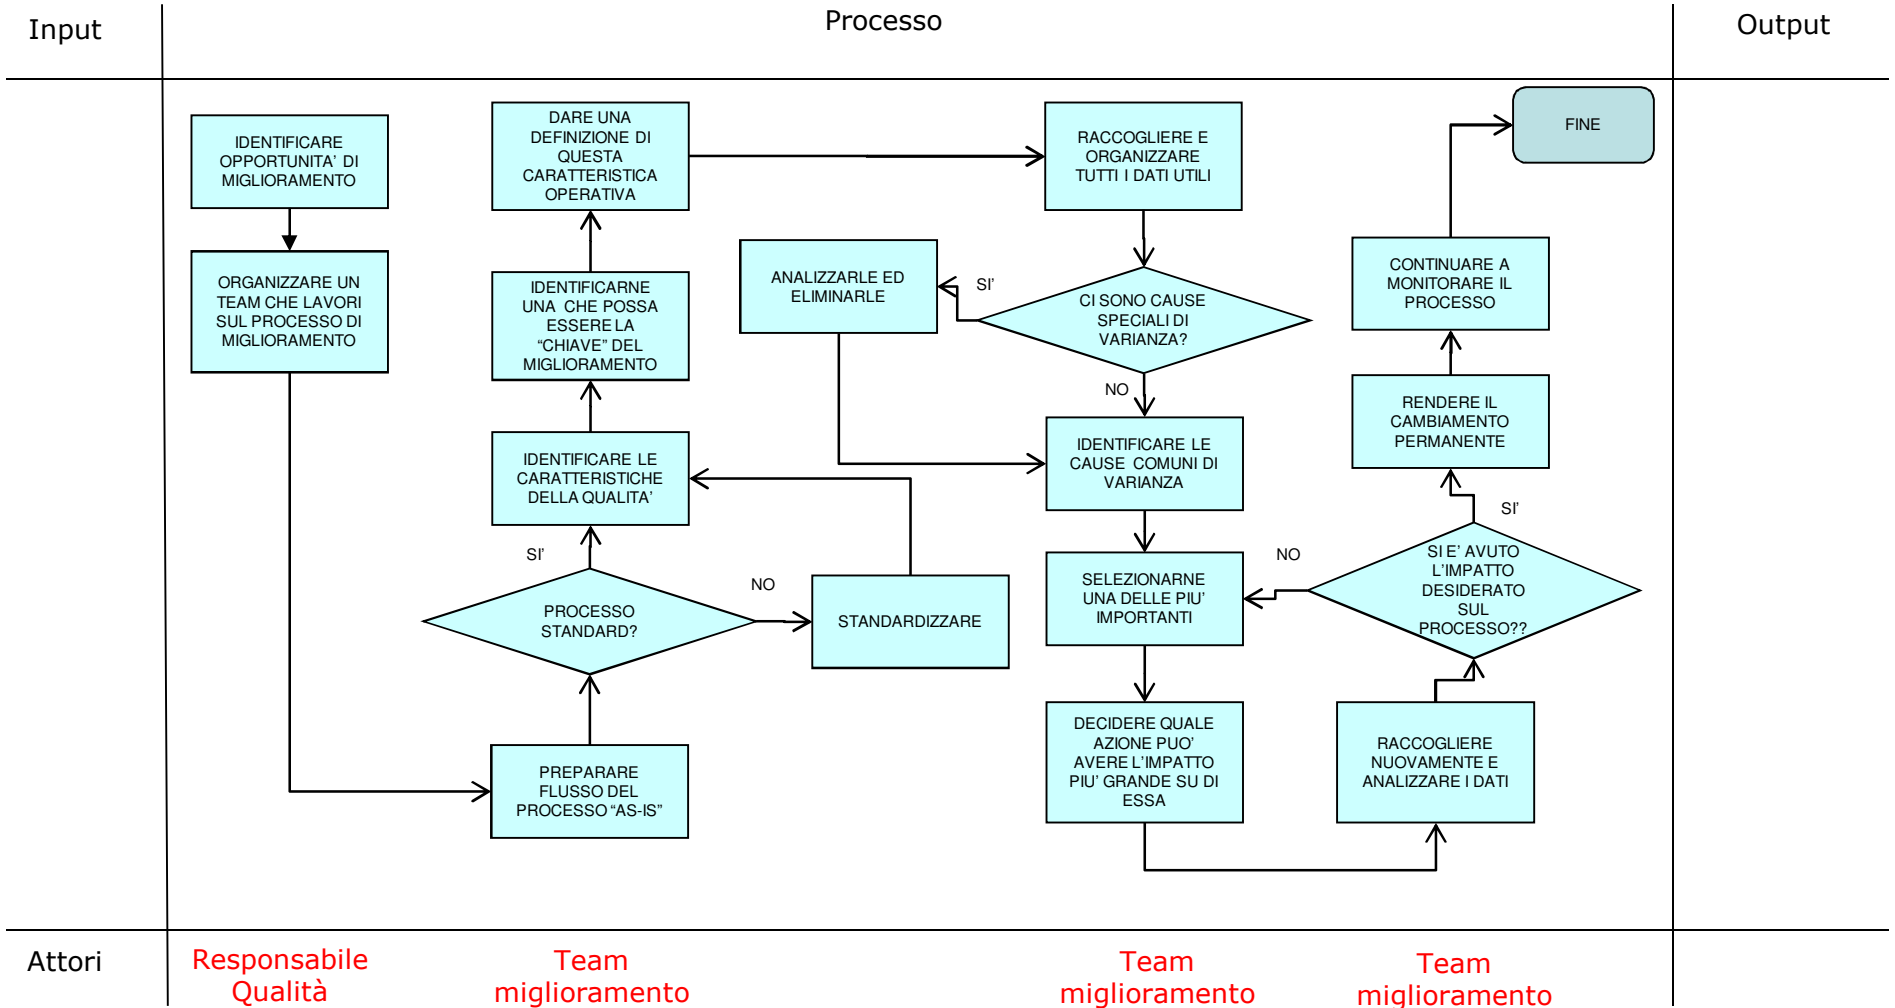 Input
Processo
Output
IDENTIFICARE
OPPORTUNITA' DI
MIGLIORAMENTO
ORGANIZZARE UN
TEAM CHE LAVORI
SUL PROCESSO DI
MIGLIORAMENTO
DARE UNA
DEFINIZIONE DI
QUESTA
CARATTERISTICA
OPERATIVA
IDENTIFICARNE
UNA CHE POSSA
ESSERE LA
“CHIAVE” DEL
MIGLIORAMENTO
IDENTIFICARE LE
CARATTERISTICHE
DELLA QUALITA'
SI'
PROCESSO
STANDARD?
NO
STANDARDIZZARE
PREPARARE
FLUSSO DEL
PROCESSO “AS-IS”
RACCOGLIERE E
ORGANIZZARE
TUTTI I DATI UTILI
ANALIZZARLE ED
ELIMINARLE
SI'
CI SONO CAUSE
SPECIALI DI
VARIANZA?
NO
IDENTIFICARE LE
CAUSE COMUNI DI
VARIANZA
SELEZIONARNE
UNA DELLE PIU'
IMPORTANTI
DECIDERE QUALE
AZIONE PUO'
AVERE L'IMPATTO
PIU' GRANDE SU DI
ESSA
FINE
CONTINUARE A
MONITORARE IL
PROCESSO
RENDERE IL
CAMBIAMENTO
PERMANENTE
SI'
NO
SI E' AVUTO
L'IMPATTO
DESIDERATO
SUL
PROCESSO??
RACCOGLIERE
NUOVAMENTE E
ANALIZZARE I DATI
Attori
Responsabile
Qualità
Team
miglioramento
Team
miglioramento
Team
miglioramento